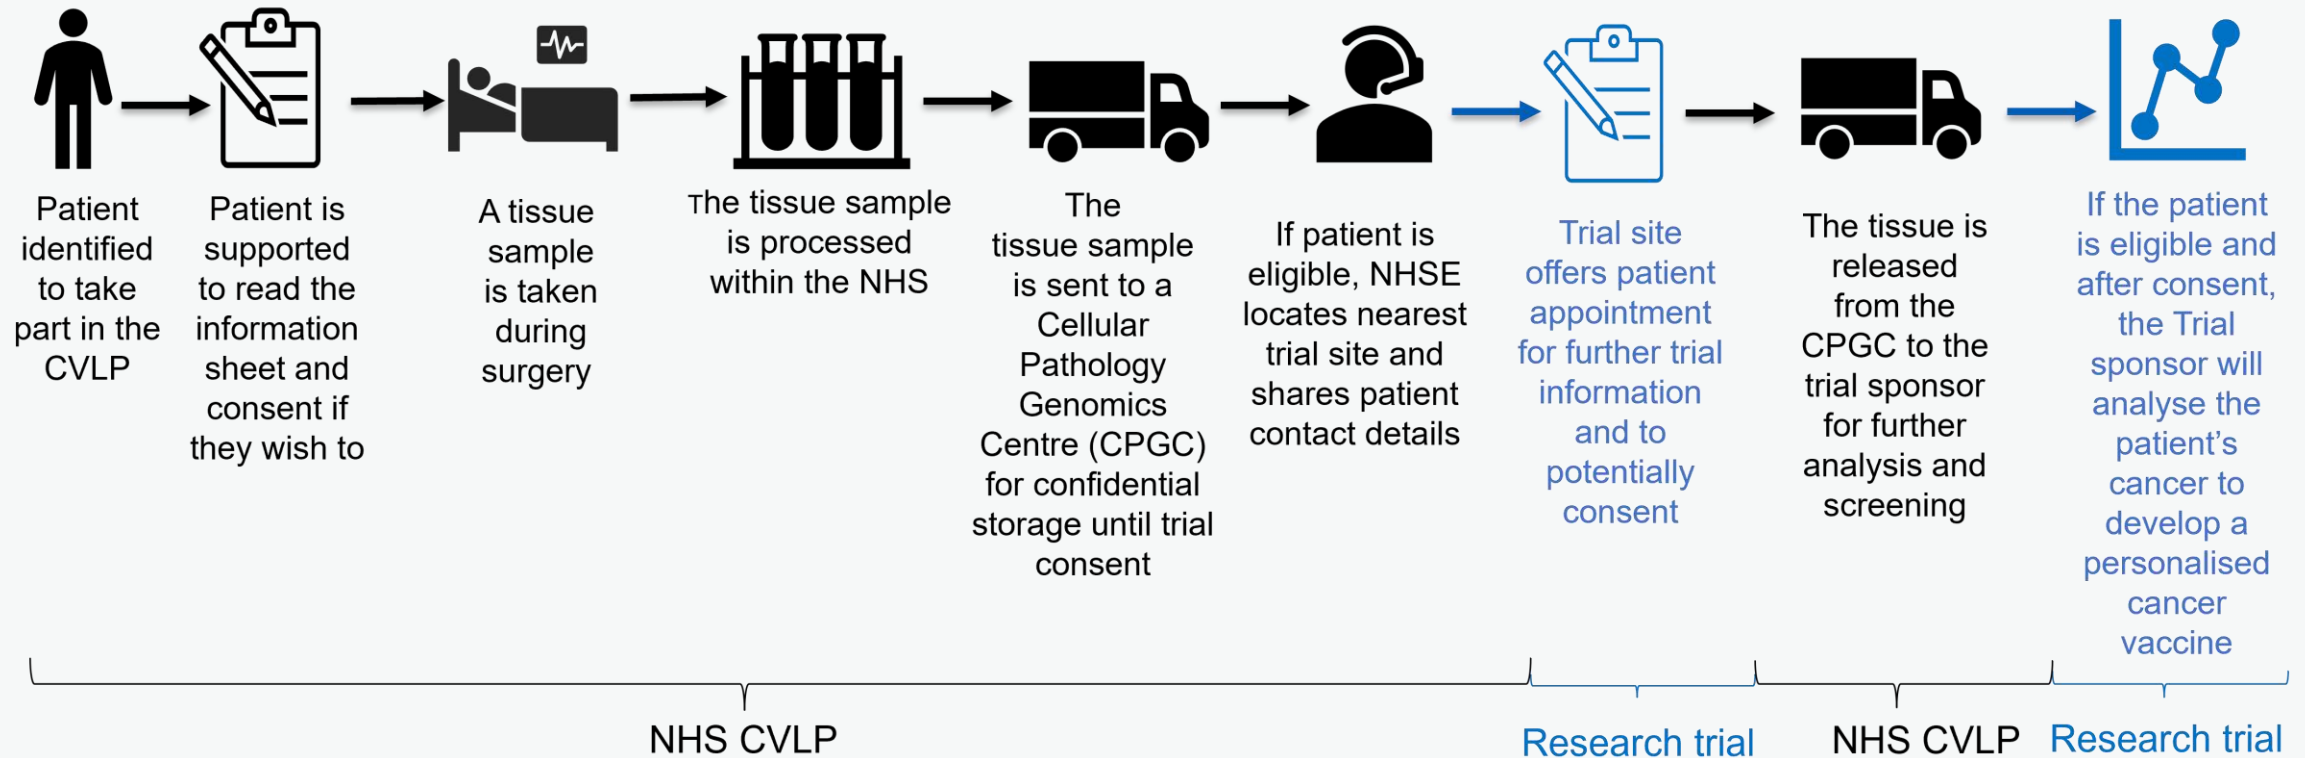 Patient
identified
to take
part in the
CVLP
Patient is
supported
to read the
information
sheet and
consent if
they wish to
A tissue
sample
is taken
during
surgery
The tissue sample
is processed
within the NHS
The
tissue sample
is sent to a
Cellular
Pathology
Genomics
Centre (CPGC)
for confidential
storage until trial
consent
If patient is
eligible, NHSE
locates nearest
trial site and
shares patient
contact details
Trial site
offers patient
appointment
for further trial
information
and to
potentially
consent
The tissue is
released
from the
CPGC to the
trial sponsor
for further
analysis and
screening
If the patient
is eligible and
after consent,
the Trial
sponsor will
analyse the
patient’s
cancer to
develop a
personalised
cancer
vaccine
NHS CVLP
Research trial
NHS CVLP
Research trial